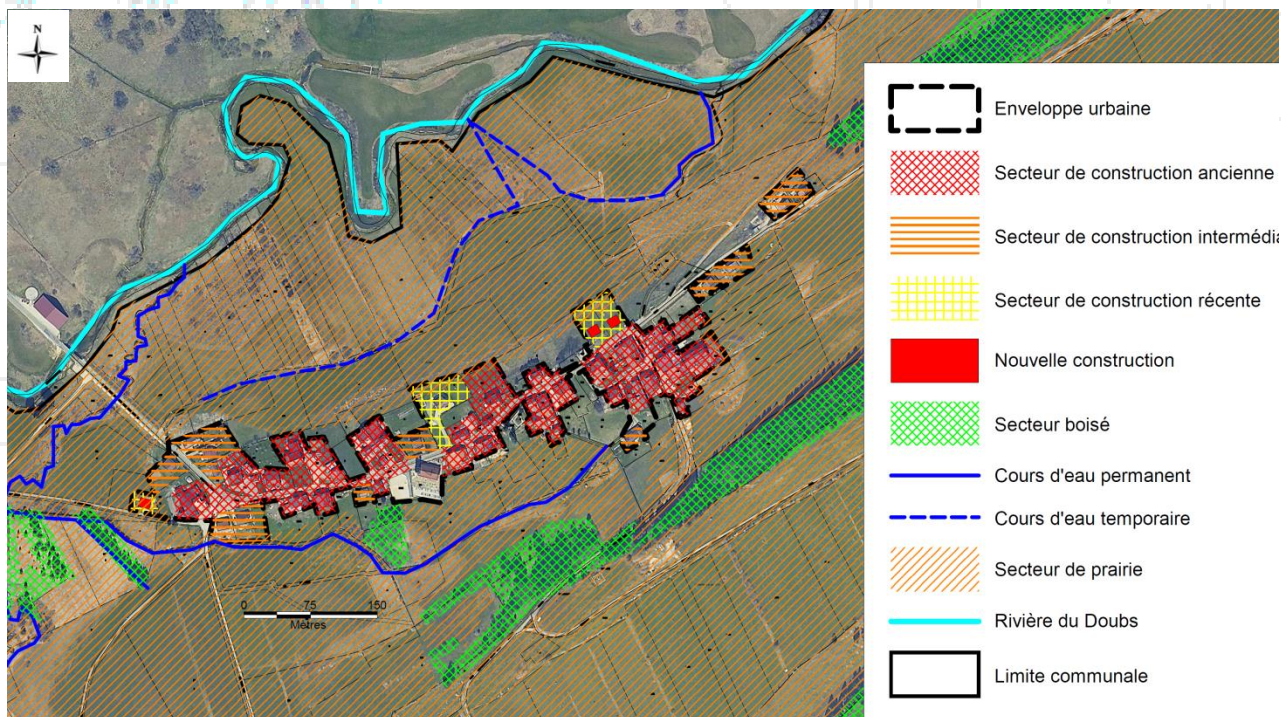 N
Enveloppe urbaine
Secteur de construction ancienne
Secteur de construction intermédia
Secteur de construction récente
Nouvelle construction
Secteur boisé
Cours d'eau permanent
Cours d'eau temporaire
Secteur de prairie
Rivière du Doubs
Limite communale
0 75 150
Mètres